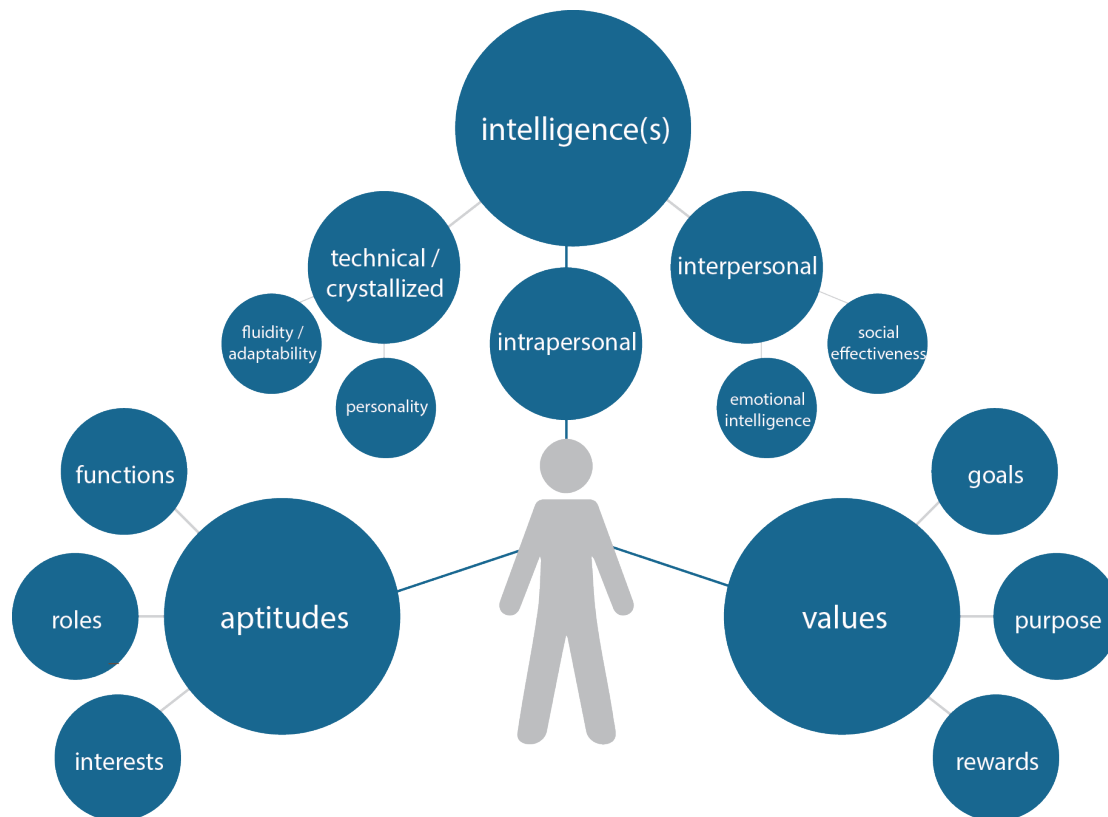 intelligence(s)
technical /
crystallized
interpersonal
intrapersonal
fluidity /
adaptability
social
effectiveness
personality
emotional
intelligence
functions
goals
aptitudes
values
roles
purpose
interests
rewards